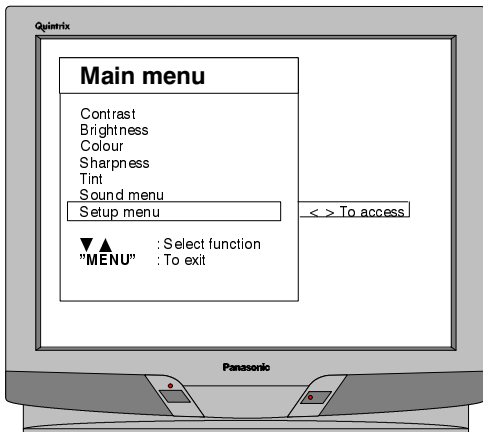 Quintrix
Main menu
Contrast
Brightness
Colour
Sharpness
Tint
Sound menu
Setup menu < > To access
▼ ▲ : Select function
”MENU” : To exit
Panasonic